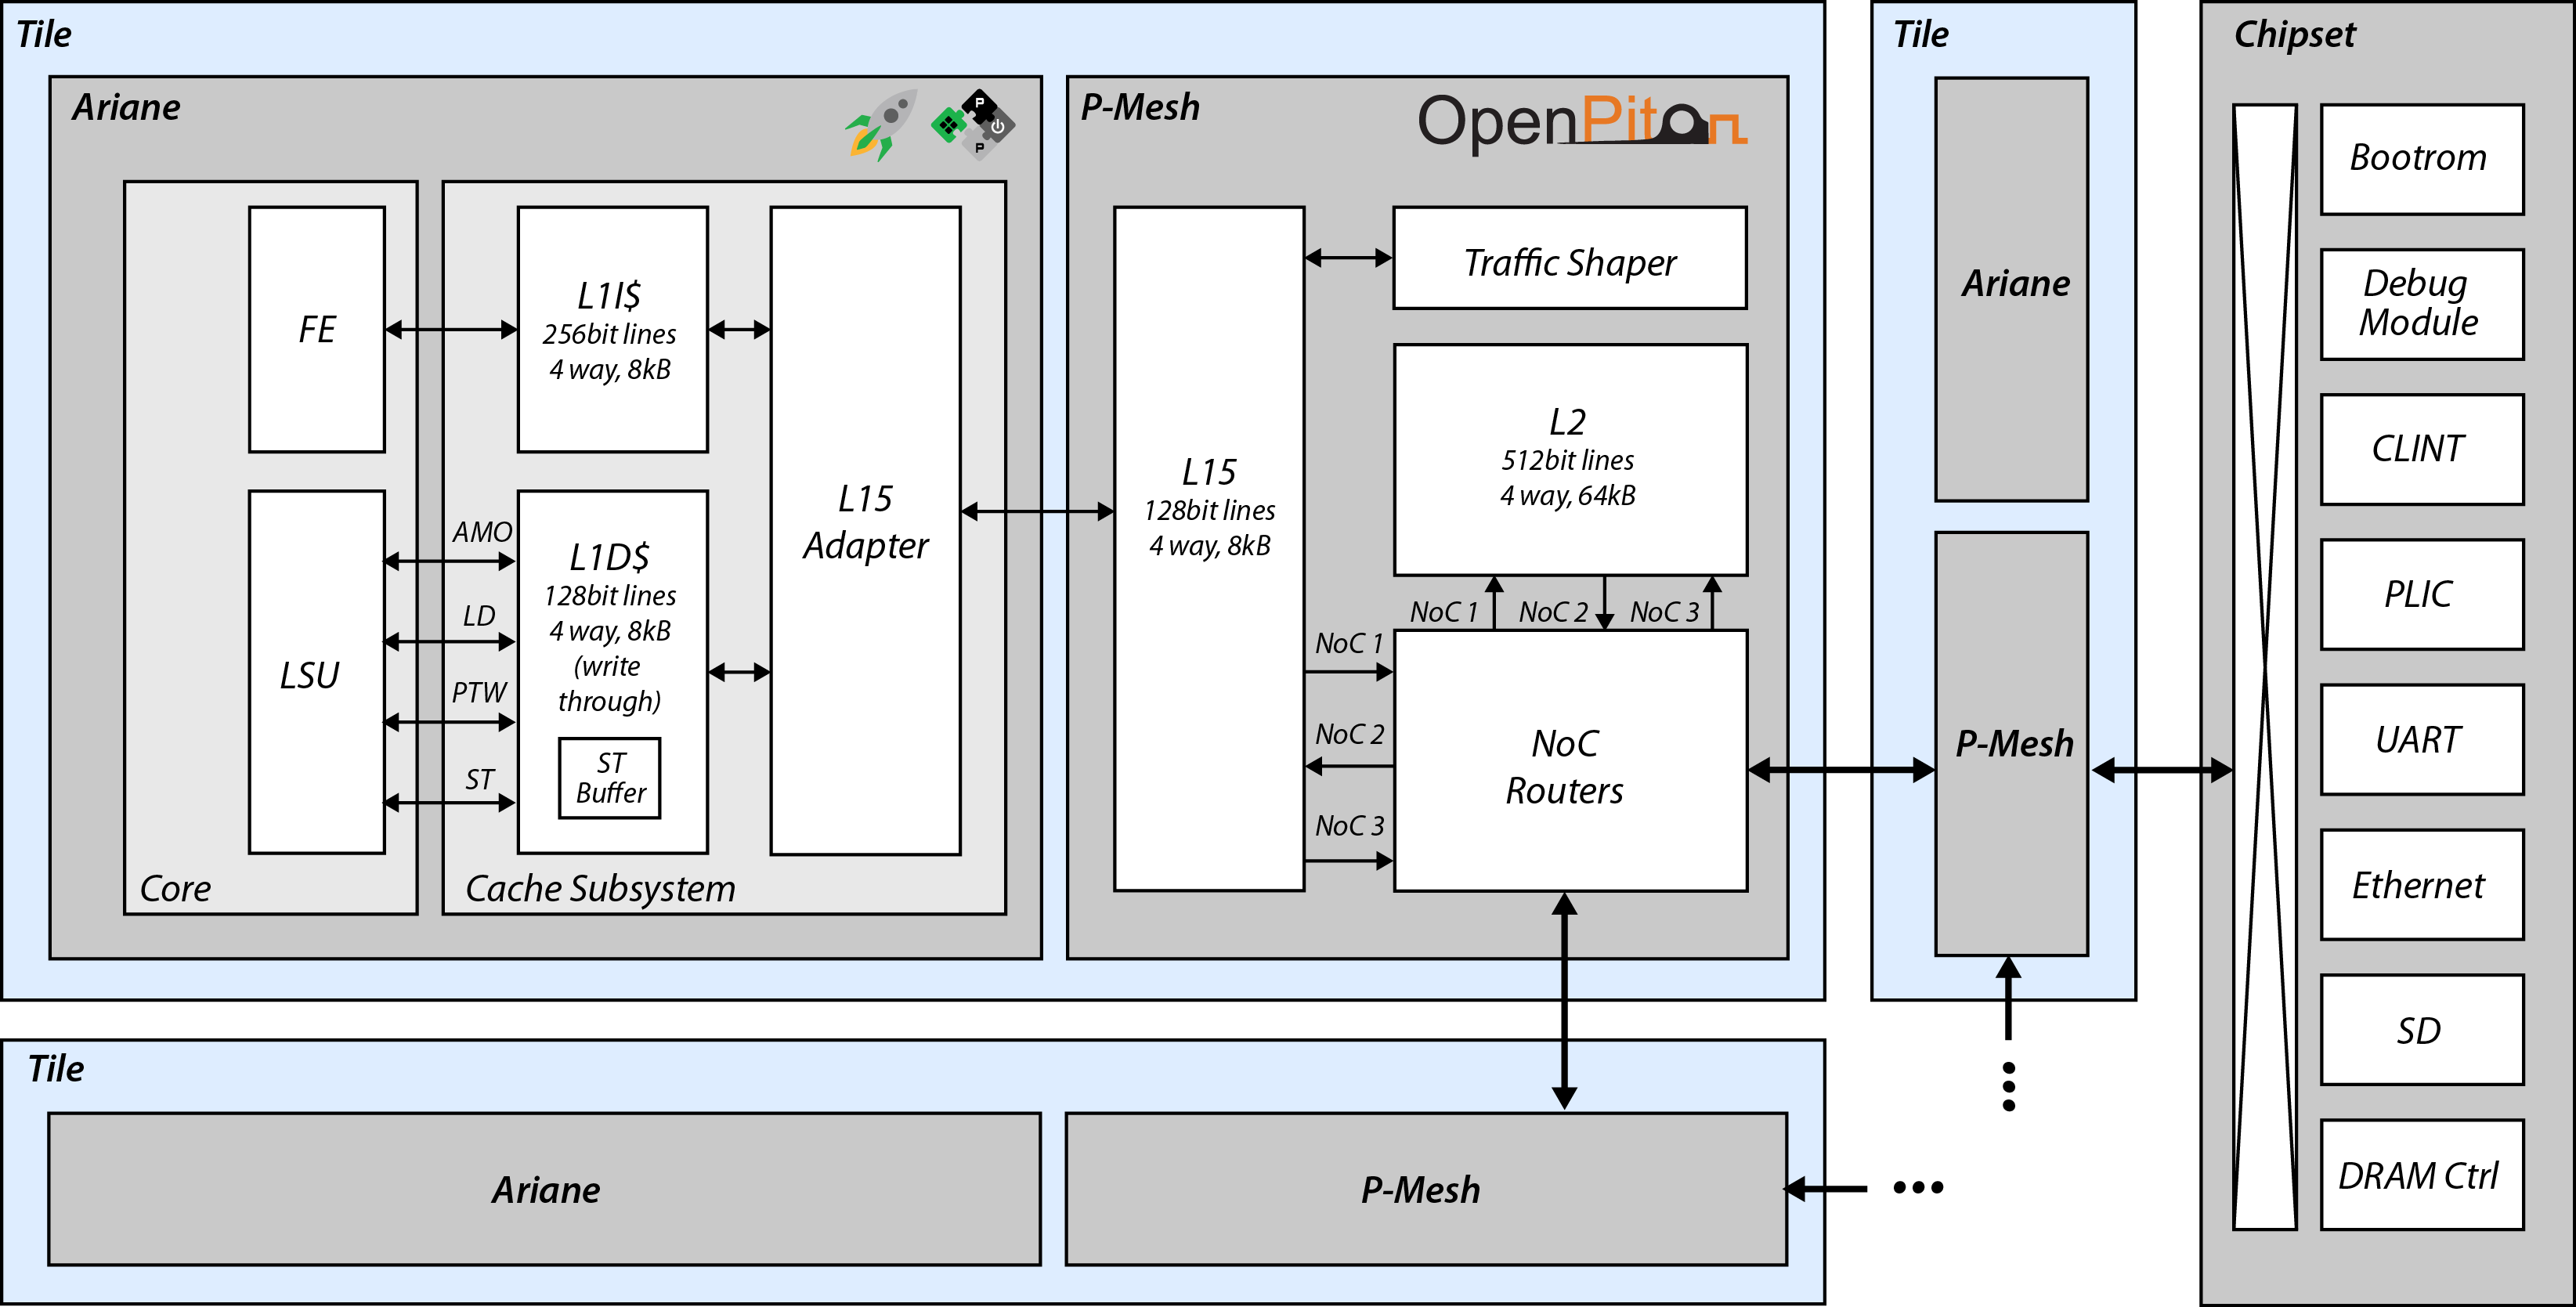 Tile
Ariane
P
P
Core
FE
LSU
AMO
LD
PTW
ST
Cache Subsystem
L1I$
256bit lines
4 way, 8kB
L1D$
128bit lines
4 way, 8kB
(write
through)
ST
Buffer
L15
Adapter
P-Mesh
OpenPiton
L15
128bit lines
4 way, 8kB
Traffic Shaper
L2
512bit lines
4 way, 64kB
NoC 1
NoC 2
NoC 3
NoC 1
NoC 2
NoC 3
NoC
Routers
Tile
Ariane
P-Mesh
Tile
Ariane
P-Mesh
Chipset
Bootrom
Debug
Module
CLINT
PLIC
UART
Ethernet
SD
DRAM Ctrl